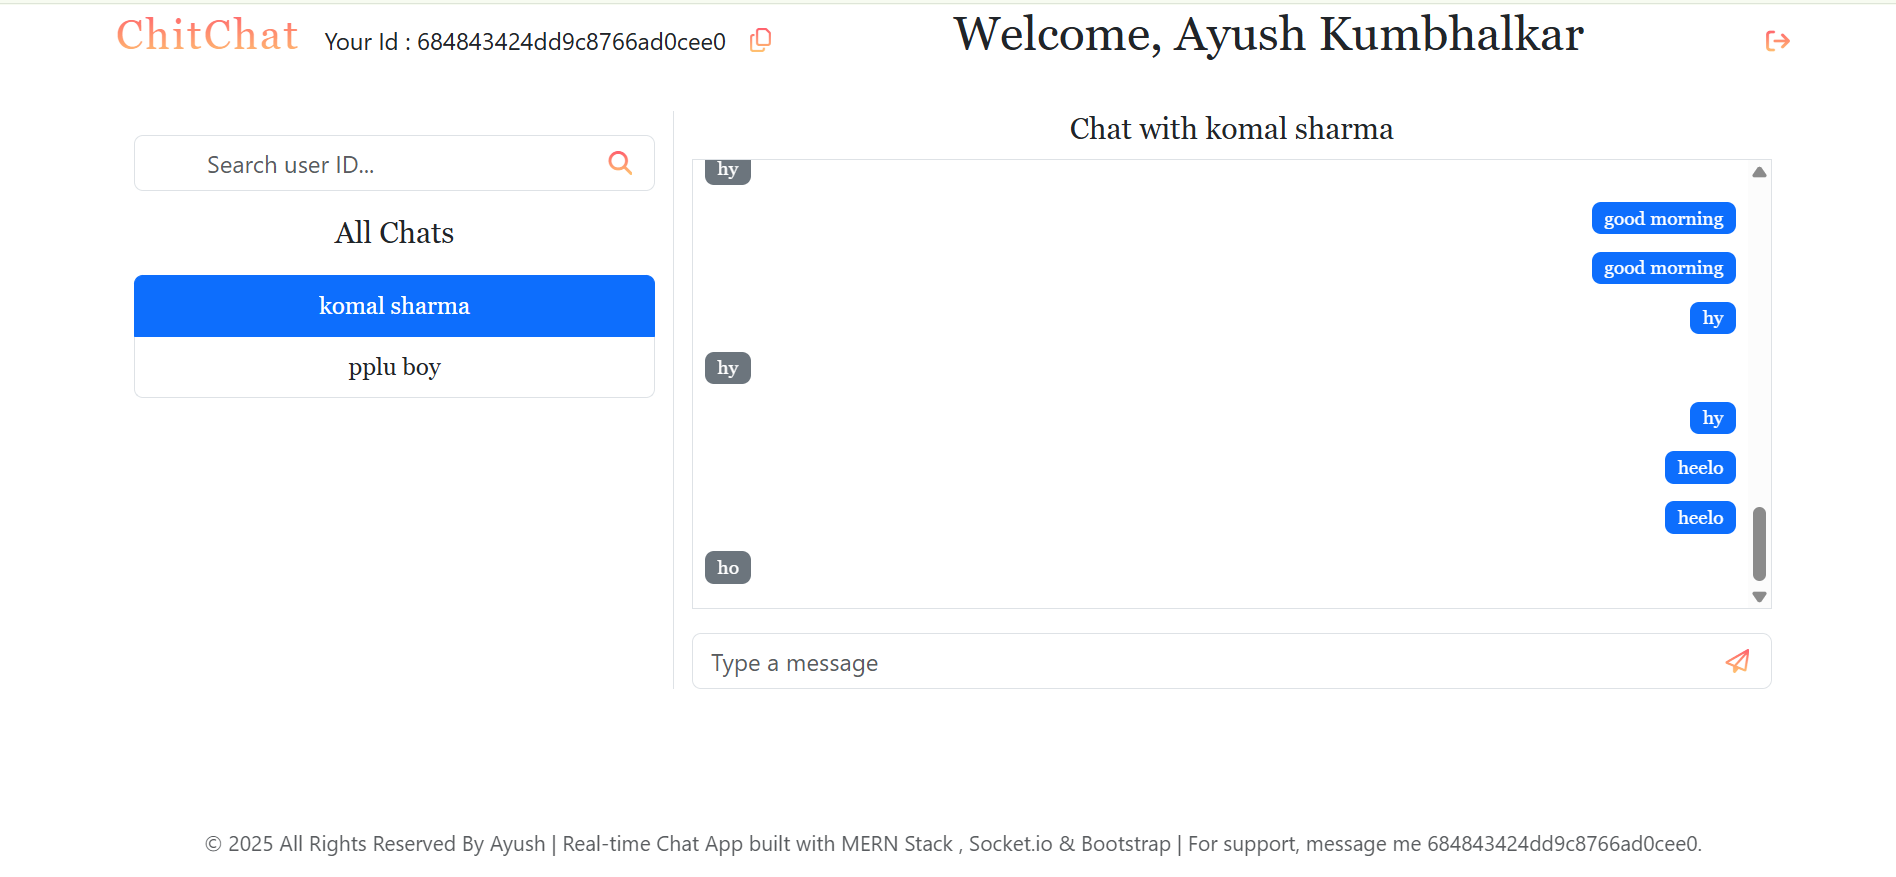 ChitChat Your Id : 684843424dd9c8766ad0cee0 Welcome, Ayush Kumbhalkar
Search user ID...
All Chats
komal sharma
pplu boy
Chat with komal sharma
hy
good morning
good morning
hy
hy
hy
heelo
heelo
ho
Type a message
© 2025 All Rights Reserved By Ayush | Real-time Chat App built with MERN Stack , Socket.io & Bootstrap | For support, message me 684843424dd9c8766ad0cee0.